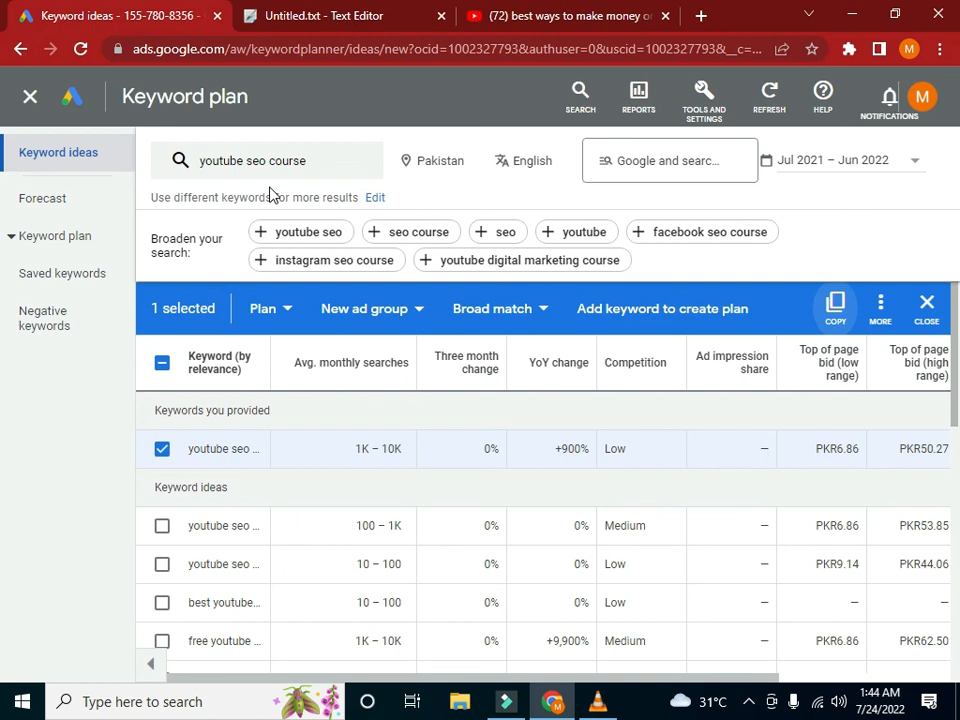 Keyword ideas - 155-780-8356 -
Untitled.txt - Text Editor
(72) best ways to make money o
ads.google.com/aw/keywordplanner/ideas/new?ocid=1002327793&authuser=0&uscid=1002327793&__c=...
M
Keyword plan
SEARCH
REPORTS
TOOLS AND
SETTINGS
REFRESH
HELP
NOTIFICATIONS
M
Keyword ideas
Forecast
Keyword plan
Saved keywords
Negative
keywords
youtube seo course
Pakistan
English
Google and searc...
Jul 2021 – Jun 2022
Use different keywords for more results Edit
Broaden your
search:
youtube seo
seo course
seo
youtube
facebook seo course
instagram seo course
youtube digital marketing course
1 selected
Plan
New ad group
Broad match
Add keyword to create plan
COPY
MORE
CLOSE
Keyword (by
relevance)
Avg. monthly searches
Three month
change
YoY change
Competition
Ad impression
share
Top of page
bid (low
range)
Top of page
bid (high
range)
Keywords you provided
youtube seo ... 1K – 10K 0% +900% Low — PKR6.86 PKR50.27
Keyword ideas
youtube seo ... 100 – 1K 0% 0% Medium — PKR6.86 PKR53.85
youtube seo ... 10 – 100 0% 0% Low — PKR9.14 PKR44.06
best youtube... 10 – 100 0% 0% Low — — —
free youtube ... 1K – 10K 0% +9,900% Medium — PKR6.86 PKR62.50
Type here to search
M
31°C
1:44 AM
7/24/2022